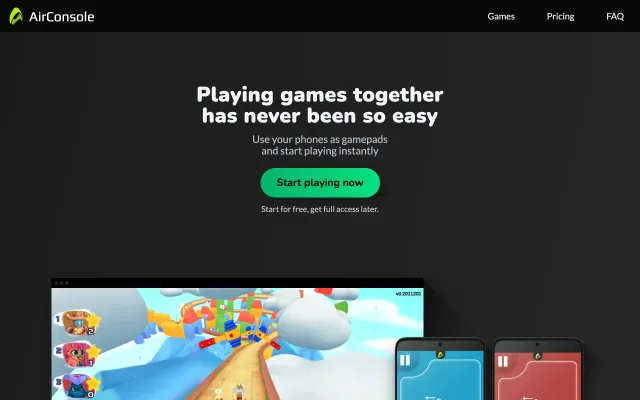 AirConsole
Games
Pricing
FAQ
Playing games together
has never been so easy
Use your phones as gamepads
and start playing instantly
Start playing now
Start for free, get full access later.
v0.2011201
1
2
2
1
3
0